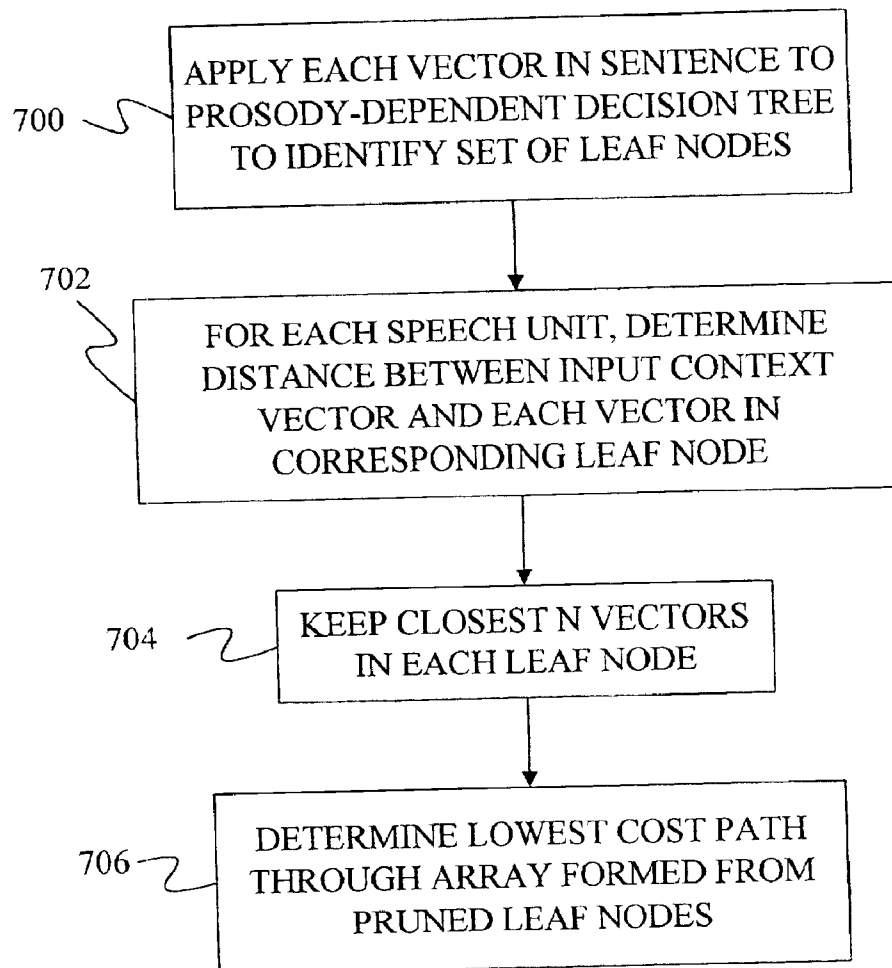 700
APPLY EACH VECTOR IN SENTENCE TO
PROSODY-DEPENDENT DECISION TREE
TO IDENTIFY SET OF LEAF NODES
702
FOR EACH SPEECH UNIT, DETERMINE
DISTANCE BETWEEN INPUT CONTEXT
VECTOR AND EACH VECTOR IN
CORRESPONDING LEAF NODE
704
KEEP CLOSEST N VECTORS
IN EACH LEAF NODE
706
DETERMINE LOWEST COST PATH
THROUGH ARRAY FORMED FROM
PRUNED LEAF NODES